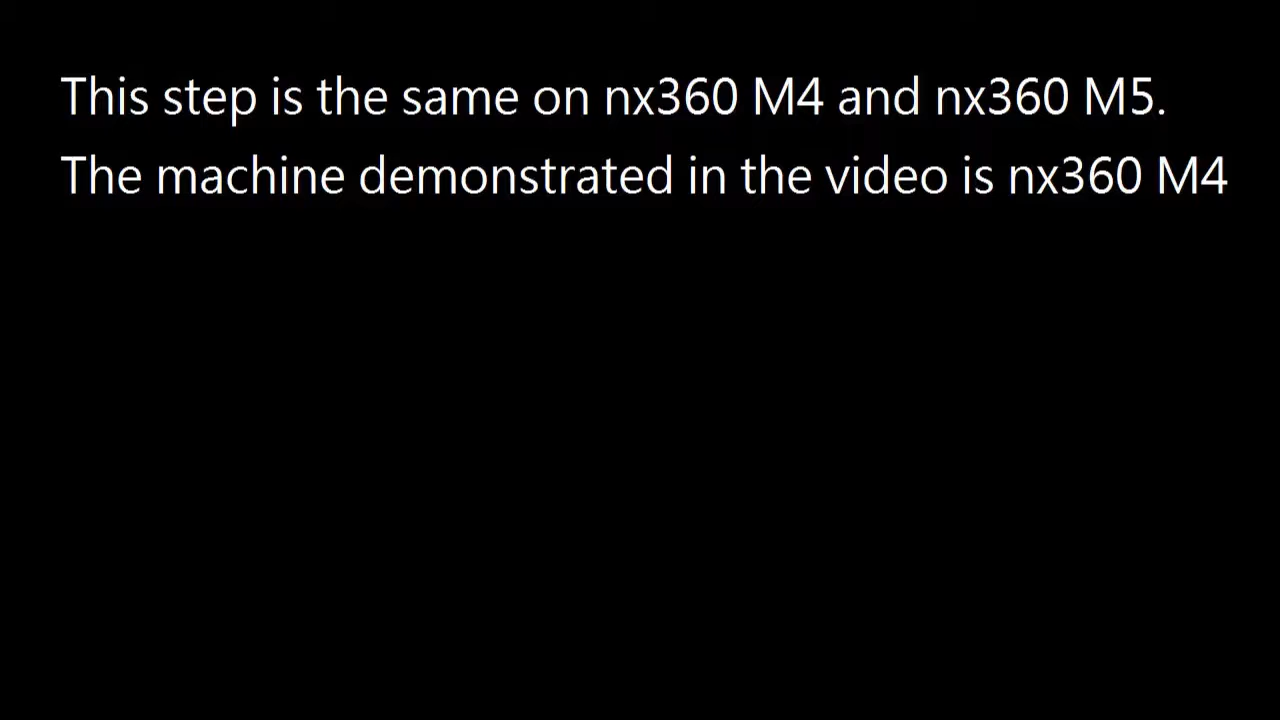 This step is the same on nx360 M4 and nx360 M5.
The machine demonstrated in the video is nx360 M4